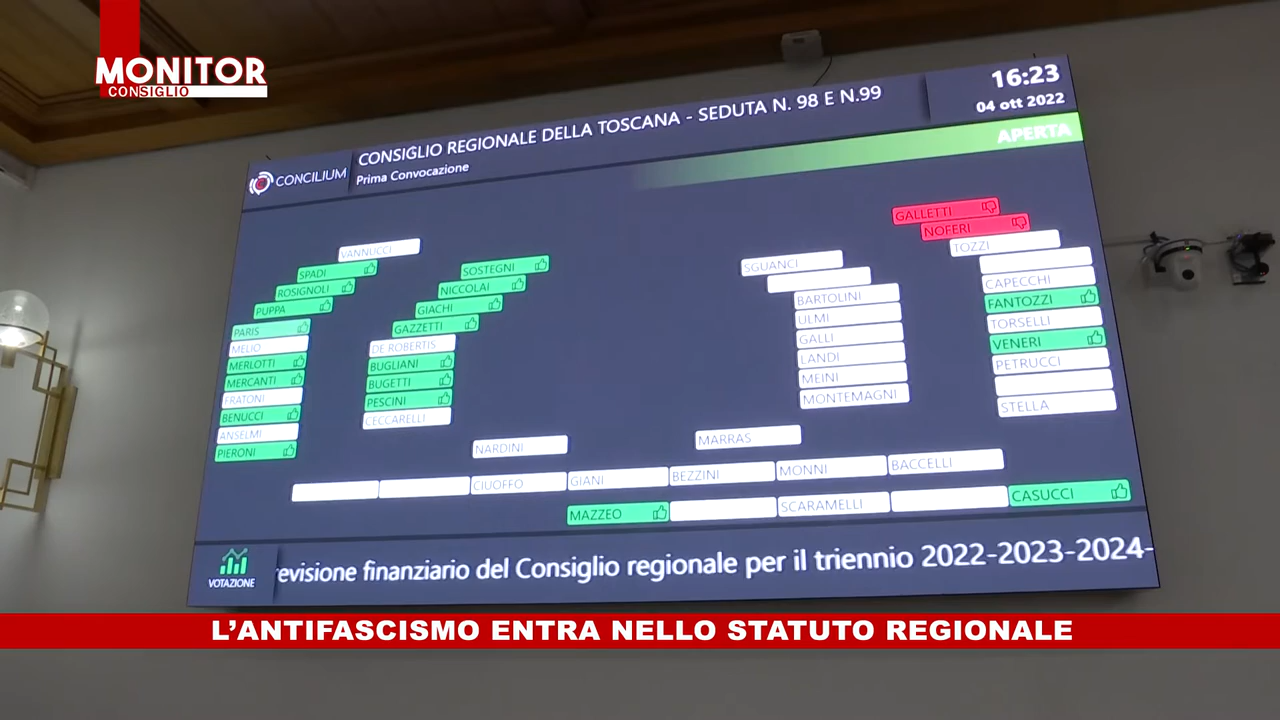 MONITOR
CONSIGLIO
16:23
04 ott 2022
CONCILIUM
CONSIGLIO REGIONALE DELLA TOSCANA - SEDUTA N. 98 E N.99
Prima Convocazione
APERTA
VANNUCCI
SPADI
ROSIGNOLI
PUPPA
PARIS
MELIO
MERLOTTI
MERCANTI
FRATONI
BENUCCI
ANSELMI
PIERONI
SOSTEGNI
NICCOLAI
GIACHI
GAZZETTI
DE ROBERTIS
BUGLIANI
BUGETTI
PESCINI
CECCARELLI
SGUANCI
BARTOLINI
ULMI
GALLI
LANDI
MEINI
MONTEMAGNI
GALLETTI
NOFERI
TOZZI
CAPECCHI
FANTOZZI
TORSELLI
VENERI
PETRUCCI
STELLA
NARDINI
MARRAS
CIUOFFO
GIANI
BEZZINI
MONNI
BACCELLI
MAZZEO
SCARAMELLI
CASUCCI
VOTAZIONE
revisione finanziario del Consiglio regionale per il triennio 2022-2023-2024-
L'ANTIFASCISMO ENTRA NELLO STATUTO REGIONALE